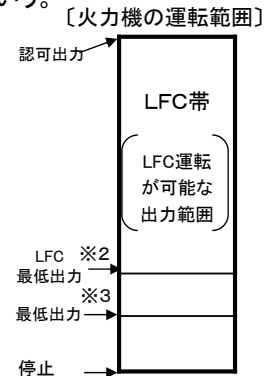 いう。
〔火力機の運転範囲〕
認可出力
LFC帯
LFC運転
が可能な
出力範囲
LFC ※2
最低出力
※3
最低出力
停止